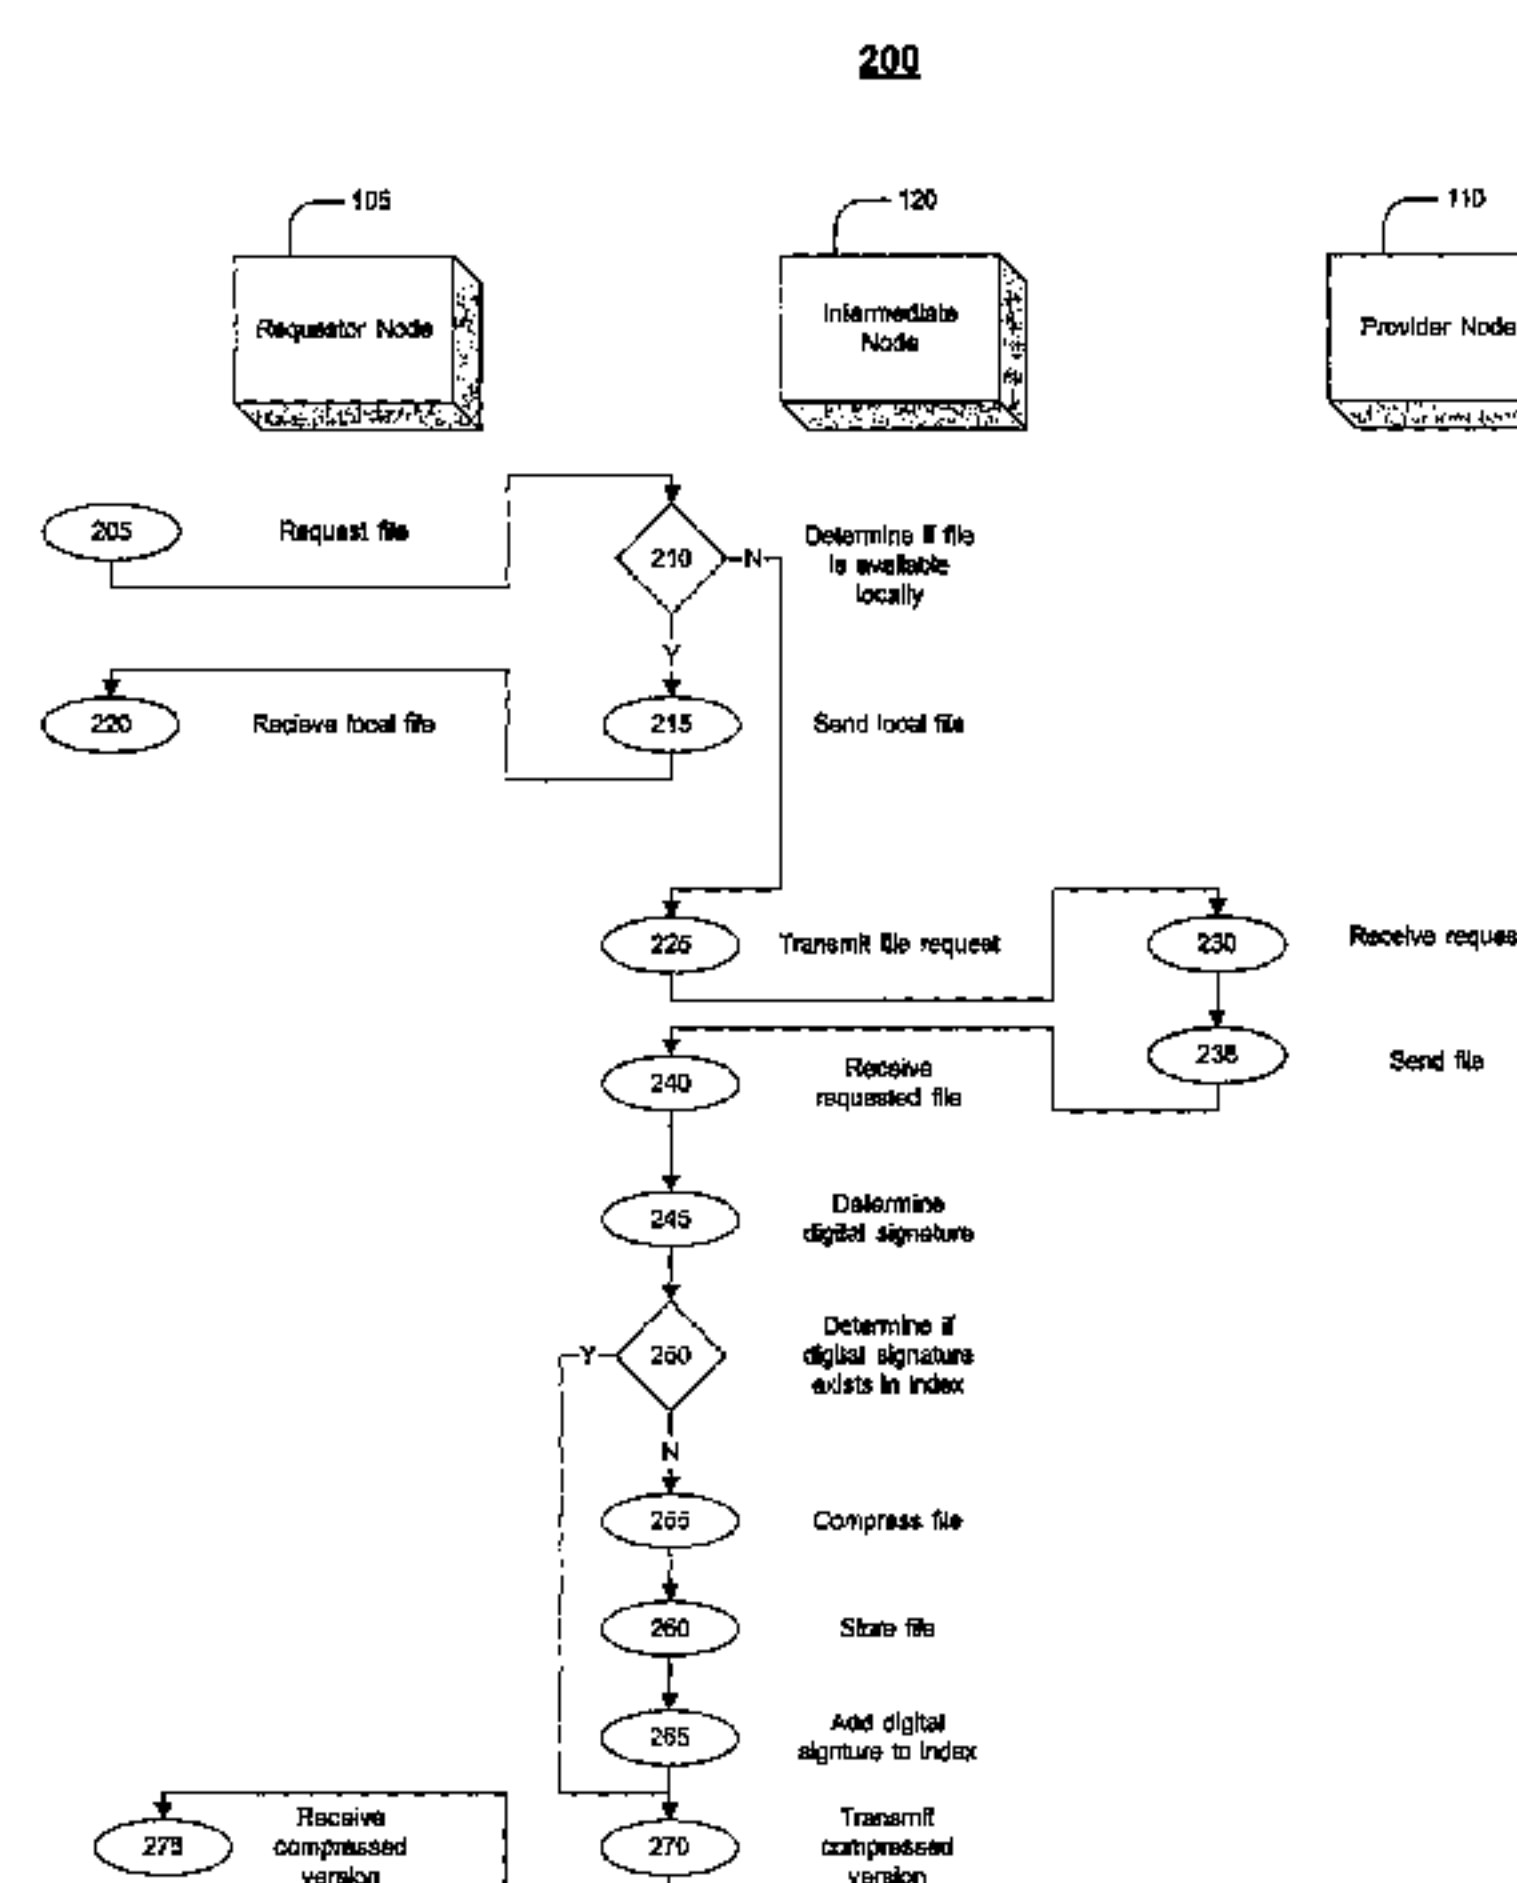 200
105
120
110
Requestor Node
Intermediate
Node
Provider Node
205
Request file
210
N
Determine if file
is available
locally
Y
220
Recieve local file
215
Send local file
225
Transmit file request
230
Receive reques
240
Receive
requested file
235
Send file
245
Determine
digital signature
Y
250
Determine if
digital signature
exists in index
N
255
Compress file
260
Store file
265
Add digital
signture to index
275
Receive
compressed
version
270
Transmit
compressed
version